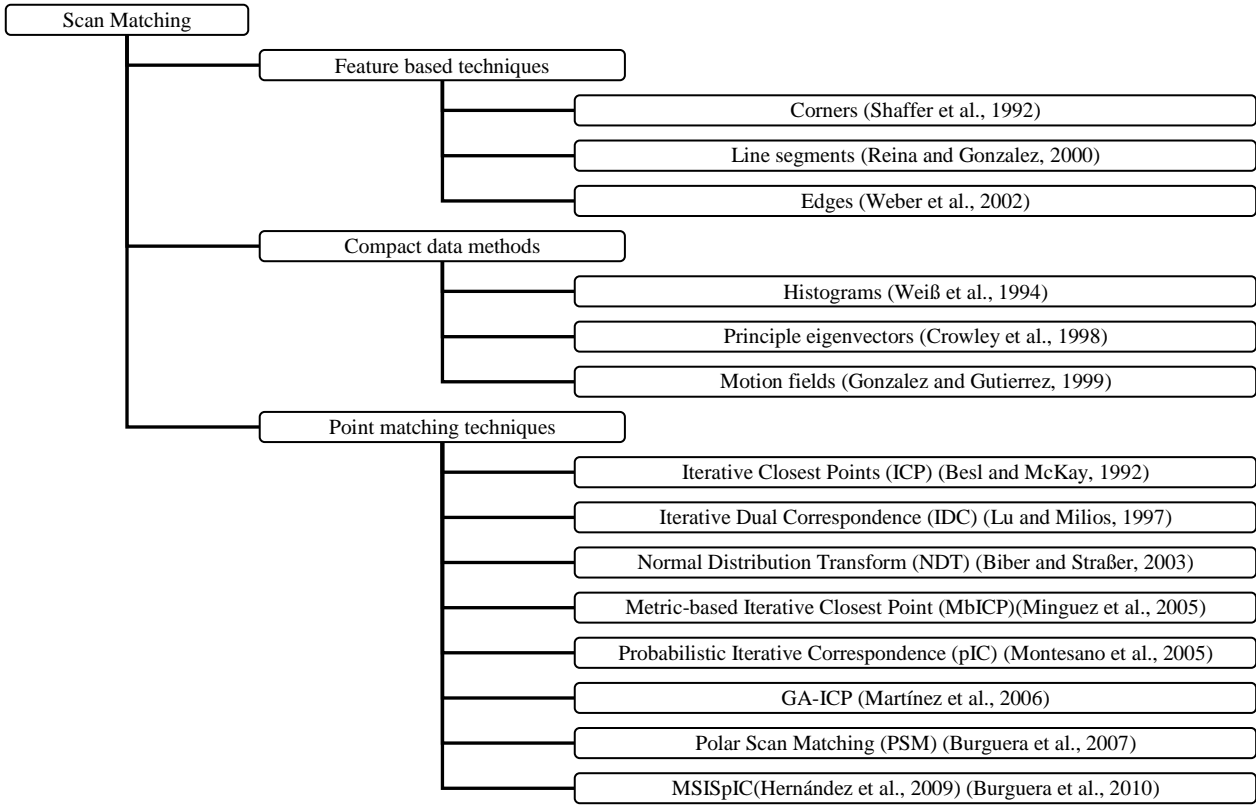 Scan Matching
Feature based techniques
Corners (Shaffer et al., 1992)
Line segments (Reina and Gonzalez, 2000)
Edges (Weber et al., 2002)
Compact data methods
Histograms (Weiß et al., 1994)
Principle eigenvectors (Crowley et al., 1998)
Motion fields (Gonzalez and Gutierrez, 1999)
Point matching techniques
Iterative Closest Points (ICP) (Besl and McKay, 1992)
Iterative Dual Correspondence (IDC) (Lu and Milios, 1997)
Normal Distribution Transform (NDT) (Biber and Straßer, 2003)
Metric-based Iterative Closest Point (MbICP)(Minguez et al., 2005)
Probabilistic Iterative Correspondence (pIC) (Montesano et al., 2005)
GA-ICP (Martínez et al., 2006)
Polar Scan Matching (PSM) (Burguera et al., 2007)
MSISpIC(Hernández et al., 2009) (Burguera et al., 2010)